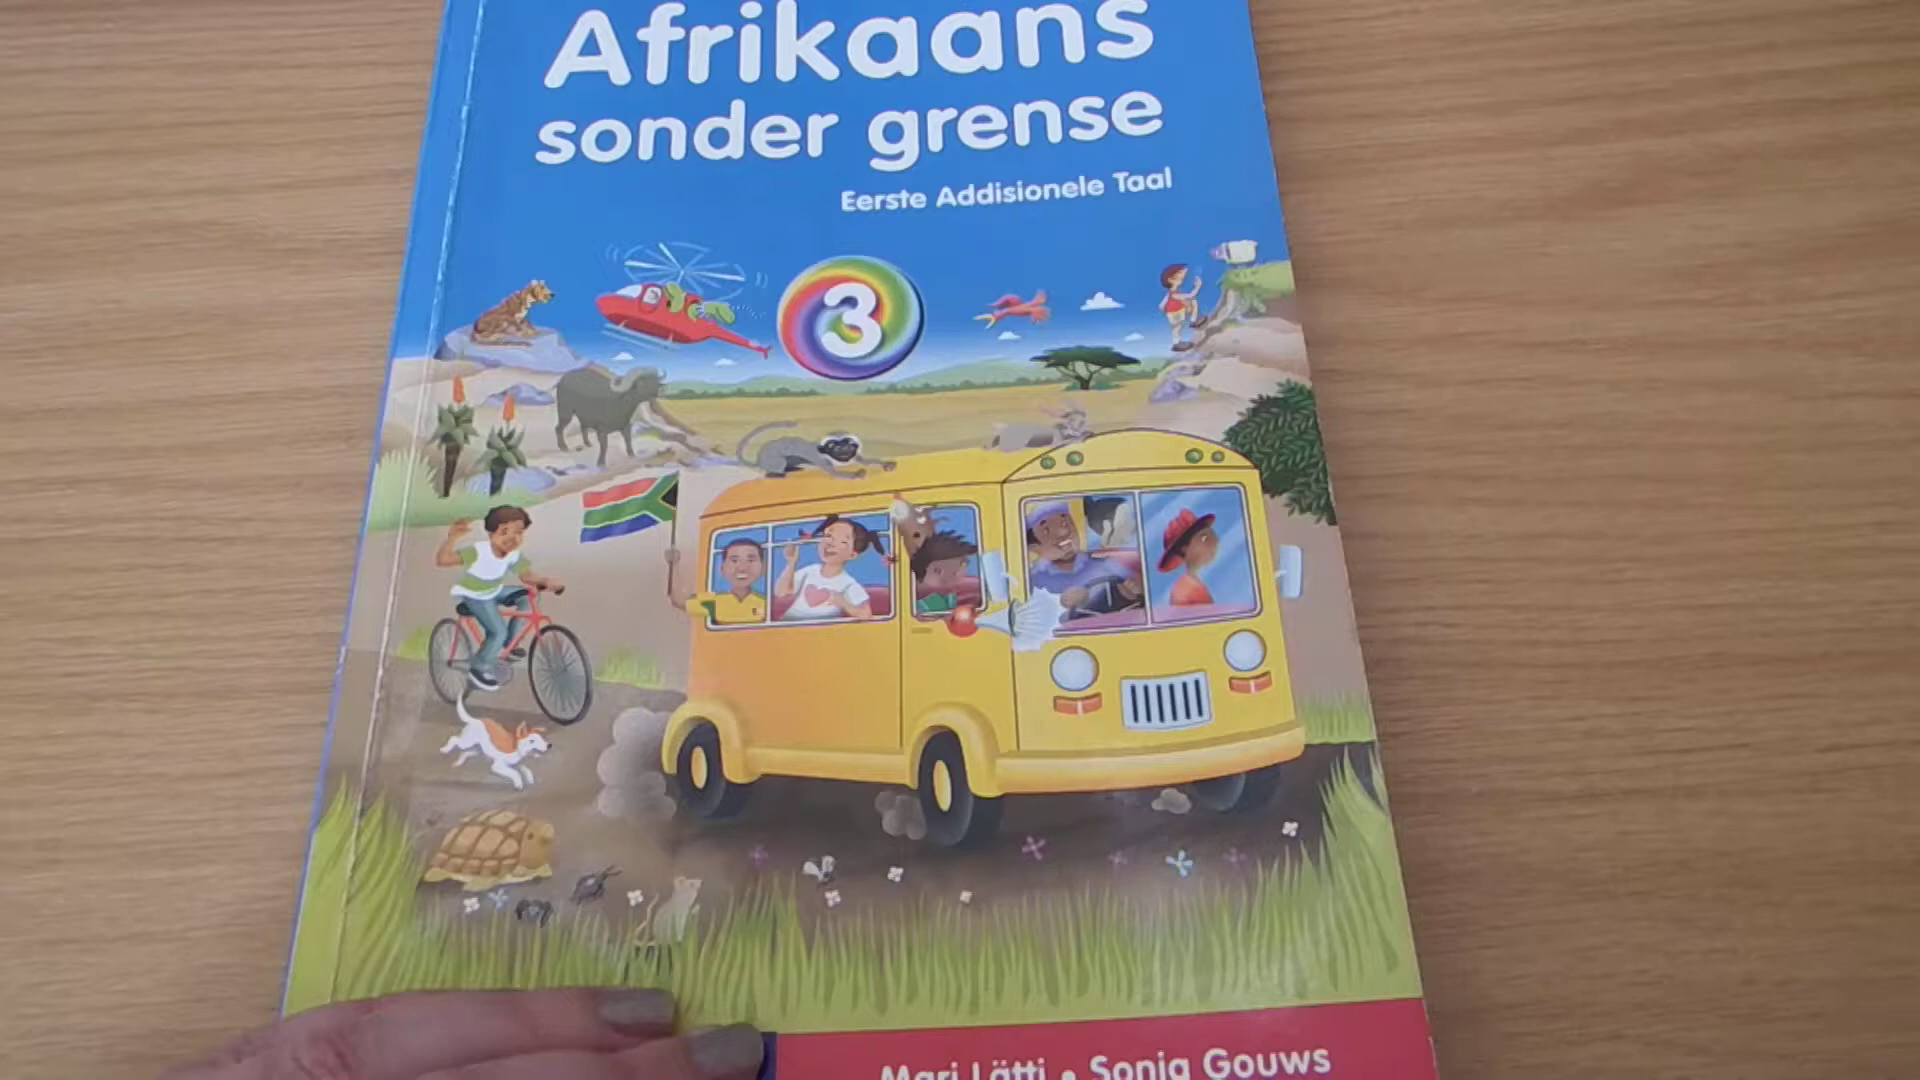 Afrikaans
sonder grense
Eerste Addisionele Taal
3
Mari Lätti • Sonja Gouws